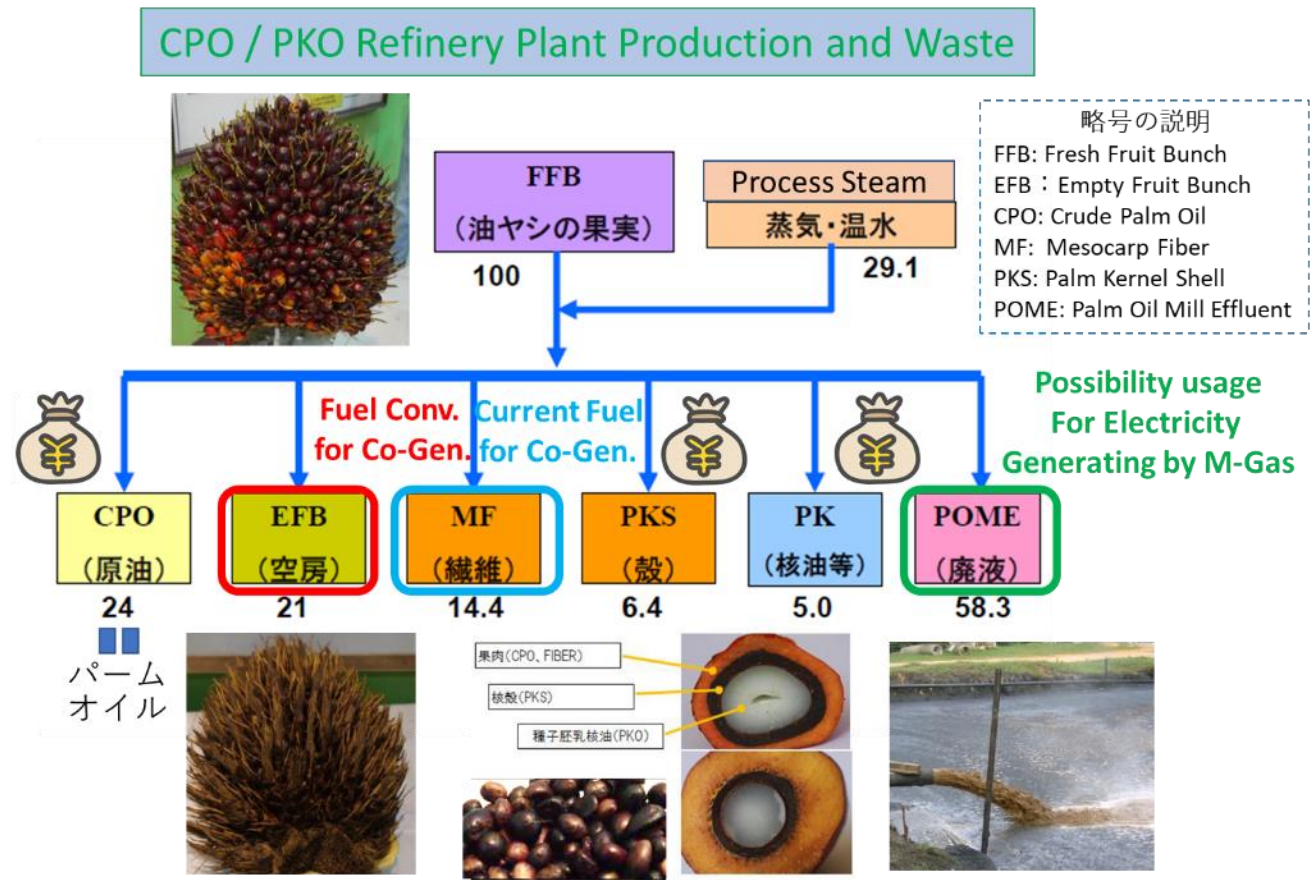 CPO / PKO Refinery Plant Production and Waste
略号の説明
FFB: Fresh Fruit Bunch
EFB：Empty Fruit Bunch
CPO: Crude Palm Oil
MF: Mesocarp Fiber
PKS: Palm Kernel Shell
POME: Palm Oil Mill Effluent
FFB
（油ヤシの果実）
100
Process Steam
蒸気・温水
29.1
Fuel Conv.
for Co-Gen.
Current Fuel
for Co-Gen.
Possibility usage
For Electricity
Generating by M-Gas
¥
¥
¥
CPO
（原油）
24
パーム
オイル
EFB
（空房）
21
MF
（繊維）
14.4
PKS
（殻）
6.4
PK
（核油等）
5.0
POME
（廃液）
58.3
果肉(CPO、FIBER)
核殻(PKS)
種子胚乳核油(PKO)